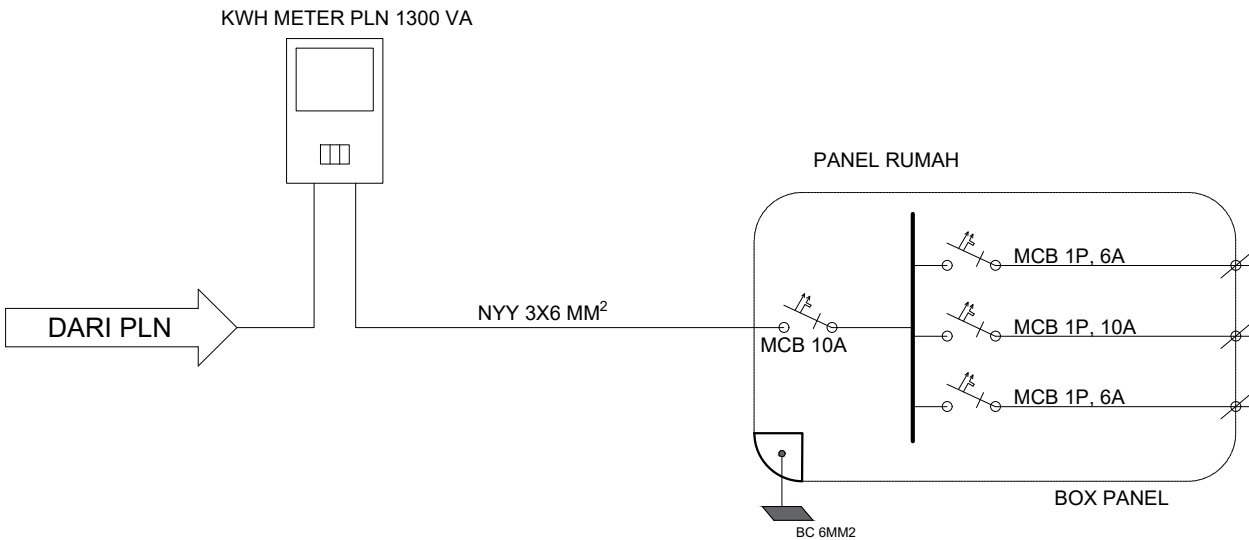 KWH METER PLN 1300 VA
PANEL RUMAH
MCB 1P, 6A
DARI PLN
NYY 3X6 MM²
MCB 10A
MCB 1P, 10A
MCB 1P, 6A
BOX PANEL
BC 6MM2